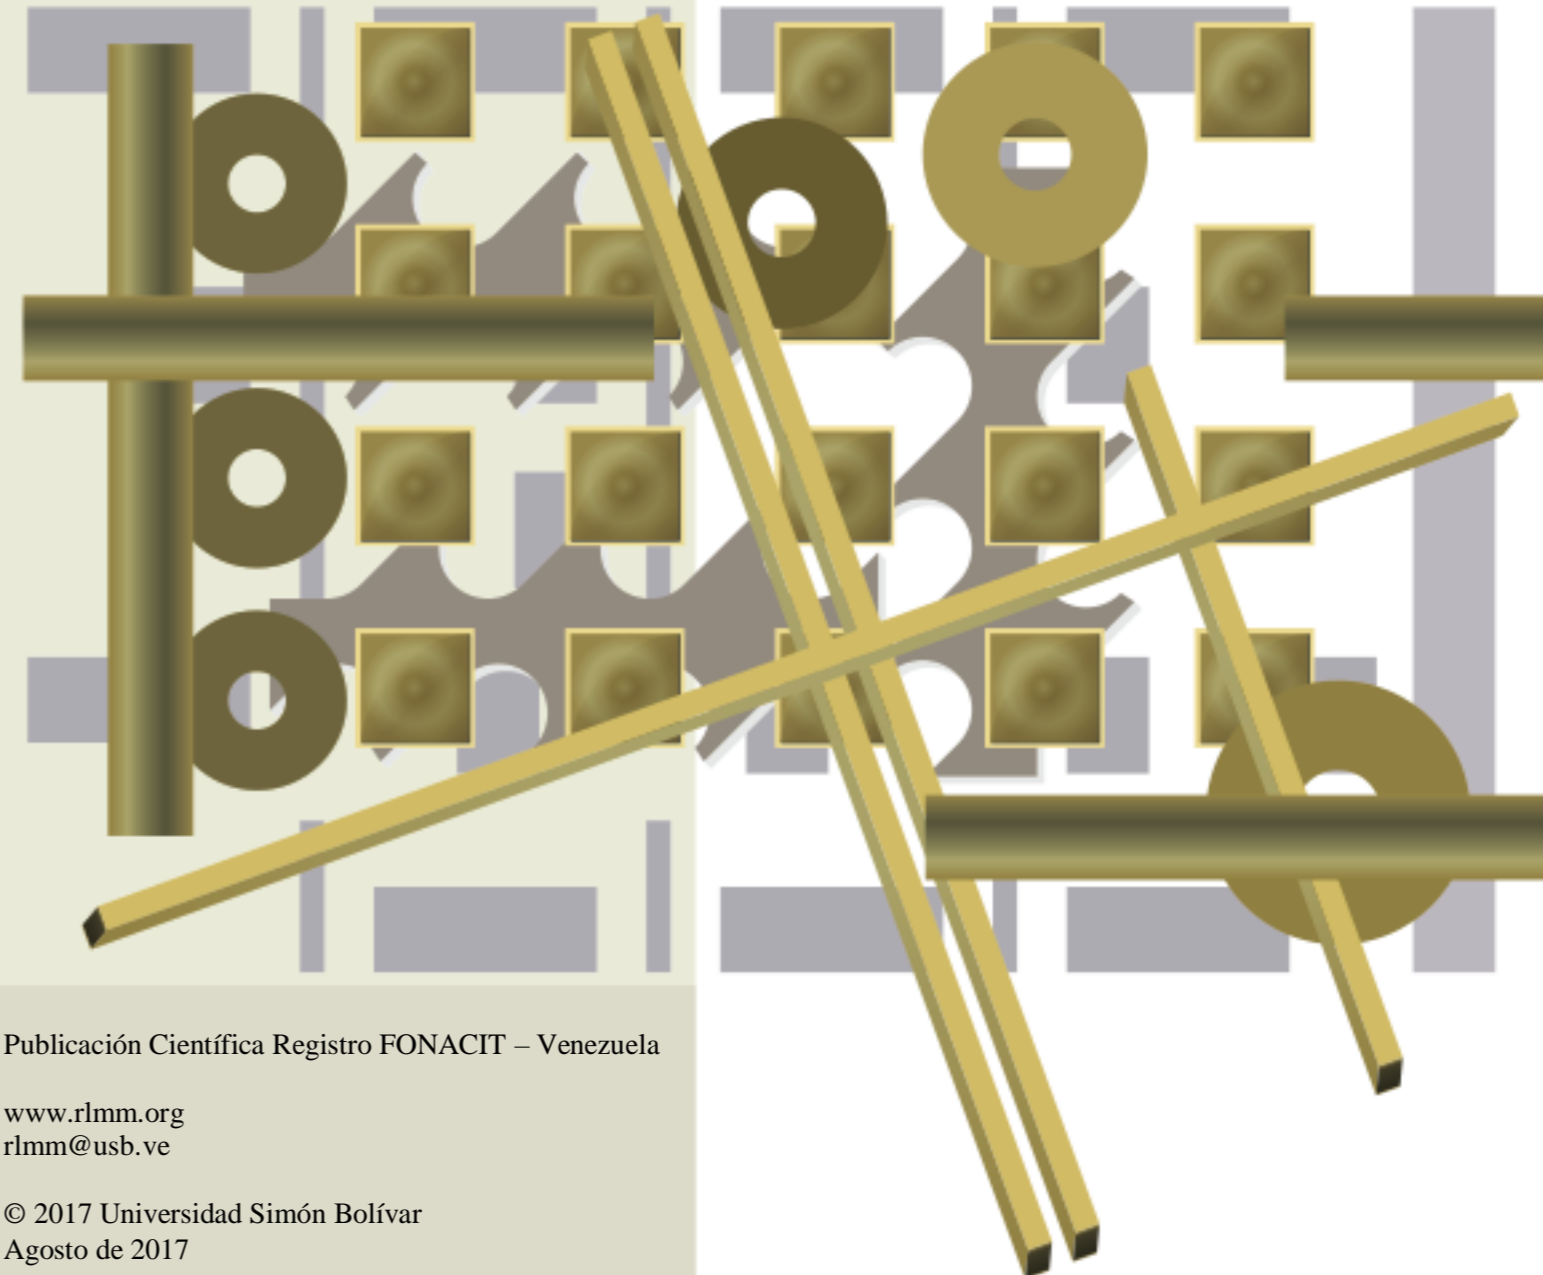 Publicación Científica Registro FONACIT – Venezuela
www.rlmm.org
rlmm@usb.ve
© 2017 Universidad Simón Bolívar
Agosto de 2017